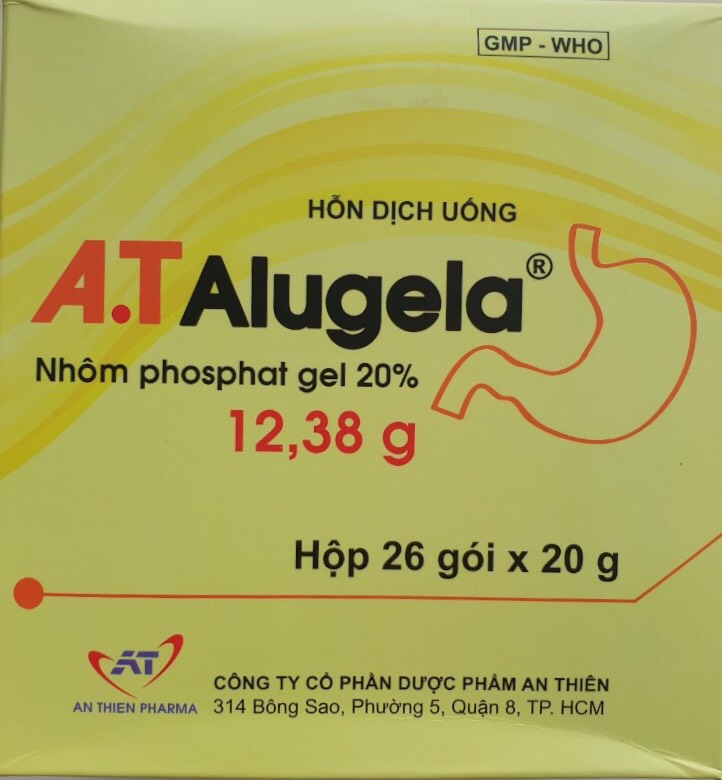 GMP - WHO
HỖN DỊCH UỐNG
A.T Alugela®
Nhôm phosphat gel 20%
12,38 g
Hộp 26 gói x 20 g
AT
AN THIEN PHARMA
CÔNG TY CỔ PHẦN DƯỢC PHẨM AN THIÊN
314 Bông Sao, Phường 5, Quận 8, TP. HCM